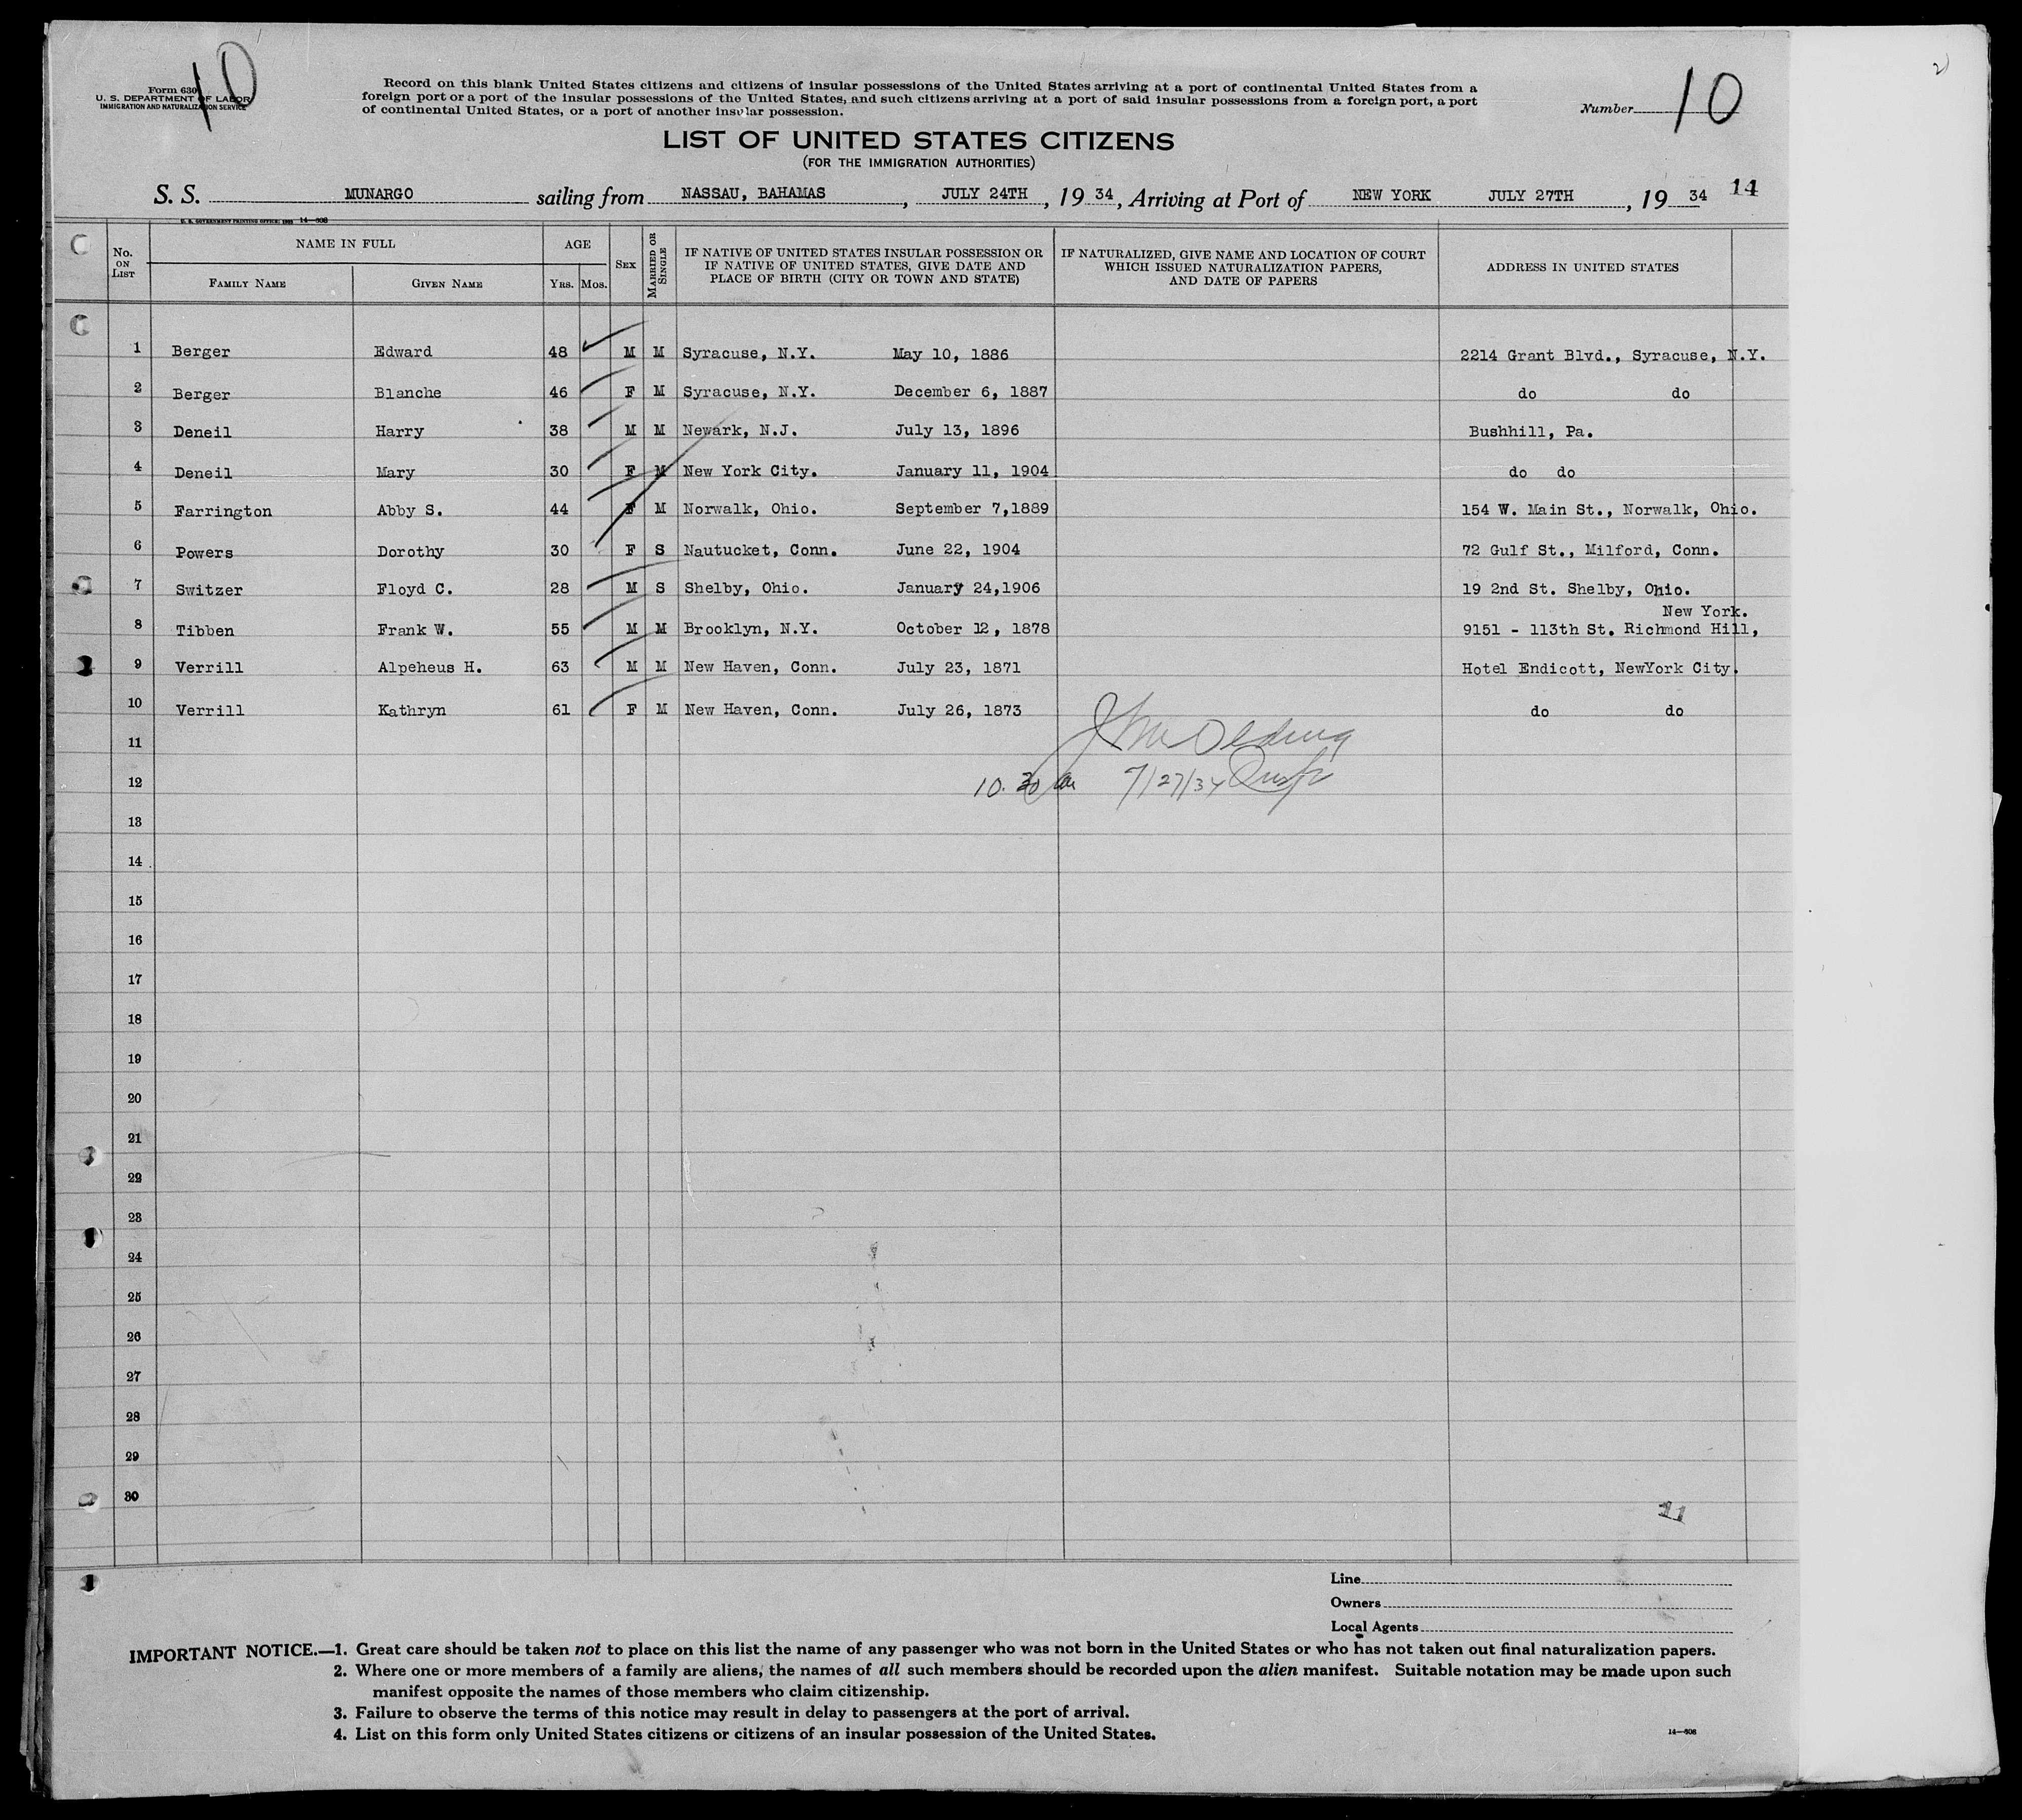 10
Form 630
U. S. DEPARTMENT OF LABOR
IMMIGRATION AND NATURALIZATION SERVICE
Record on this blank United States citizens and citizens of insular possessions of the United States arriving at a port of continental United States from a
foreign port or a port of the insular possessions of the United States, and such citizens arriving at a port of said insular possessions from a foreign port, a port
of continental United States, or a port of another insular possession.
Number 10
LIST OF UNITED STATES CITIZENS
(FOR THE IMMIGRATION AUTHORITIES)
S. S. MUNARGO sailing from NASSAU, BAHAMAS, JULY 24TH, 19 34, Arriving at Port of NEW YORK JULY 27TH, 19 34 14
U. S. GOVERNMENT PRINTING OFFICE: 1933 14—608
No. ON LIST NAME IN FULL FAMILY NAME GIVEN NAME AGE YRS. MOS. SEX MARRIED OR SINGLE IF NATIVE OF UNITED STATES INSULAR POSSESSION OR IF NATIVE OF UNITED STATES, GIVE DATE AND PLACE OF BIRTH (CITY OR TOWN AND STATE) IF NATURALIZED, GIVE NAME AND LOCATION OF COURT WHICH ISSUED NATURALIZATION PAPERS, AND DATE OF PAPERS ADDRESS IN UNITED STATES
1 Berger Edward 48 M M Syracuse, N.Y. May 10, 1886 2214 Grant Blvd., Syracuse, N.Y.
2 Berger Blanche 46 F M Syracuse, N.Y. December 6, 1887 do do
3 Deneil Harry 38 M M Newark, N.J. July 13, 1896 Bushhill, Pa.
4 Deneil Mary 30 F M New York City. January 11, 1904 do do
5 Farrington Abby S. 44 F M Norwalk, Ohio. September 7,1889 154 W. Main St., Norwalk, Ohio.
6 Powers Dorothy 30 F S Nautucket, Conn. June 22, 1904 72 Gulf St., Milford, Conn.
7 Switzer Floyd C. 28 M S Shelby, Ohio. January 24,1906 19 2nd St. Shelby, Ohio.
New York.
8 Tibben Frank W. 55 M M Brooklyn, N.Y. October 12, 1878 9151 - 113th St. Richmond Hill,
9 Verrill Alpeheus H. 63 M M New Haven, Conn. July 23, 1871 Hotel Endicott, NewYork City.
10 Verrill Kathryn 61 F M New Haven, Conn. July 26, 1873 do do
11
12 10.30 am 7/27/34
13
14
15
16
17
18
19
20
21
22
23
24
25
26
27
28
29
30
11
Line
Owners
Local Agents
IMPORTANT NOTICE.—1. Great care should be taken not to place on this list the name of any passenger who was not born in the United States or who has not taken out final naturalization papers.
2. Where one or more members of a family are aliens, the names of all such members should be recorded upon the alien manifest. Suitable notation may be made upon such
manifest opposite the names of those members who claim citizenship.
3. Failure to observe the terms of this notice may result in delay to passengers at the port of arrival.
4. List on this form only United States citizens or citizens of an insular possession of the United States.
14—608